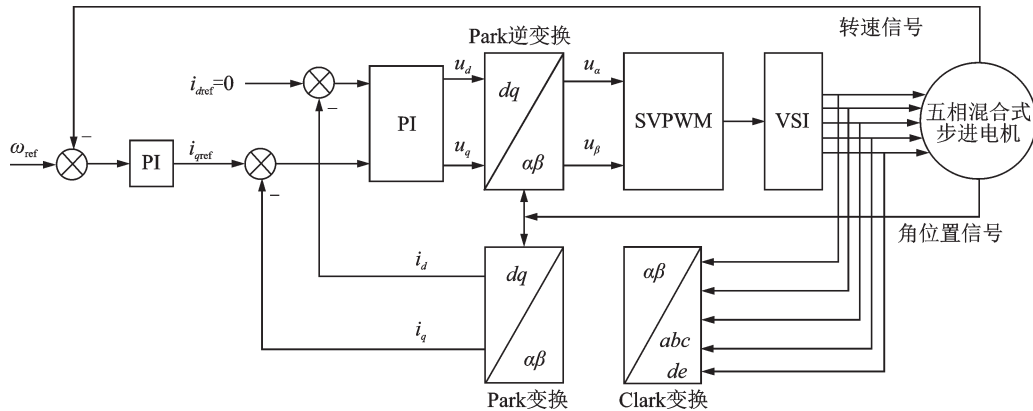 转速信号
Park逆变换
i_dref=0
u_d
u_α
dq
PI
SVPWM
VSI
五相混合式
步进电机
ω_ref
PI
i_qref
u_q
u_β
αβ
角位置信号
i_d
dq
αβ
i_q
αβ
abc
de
Park变换
Clark变换
−
−
−